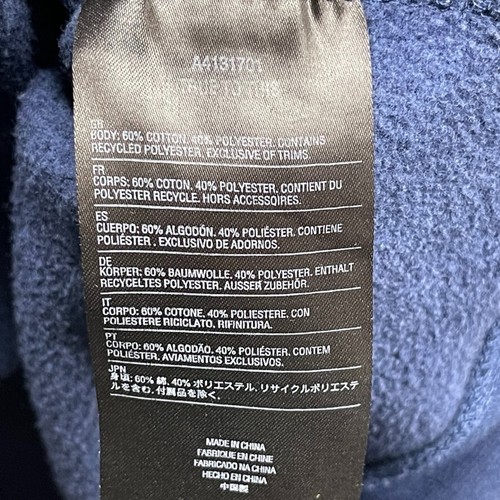 A4131701
TRUE TO THIS
GB
BODY: 60% COTTON. 40% POLYESTER. CONTAINS
RECYCLED POLYESTER. EXCLUSIVE OF TRIMS.
FR
CORPS: 60% COTON. 40% POLYESTER. CONTIENT DU
POLYESTER RECYCLE. HORS ACCESSOIRES.
ES
CUERPO: 60% ALGODÓN. 40% POLIÉSTER. CONTIENE
POLIÉSTER . EXCLUSIVO DE ADORNOS.
DE
KÖRPER: 60% BAUMWOLLE. 40% POLYESTER. ENTHALT
RECYCELTES POLYESTER. AUSSER ZUBEHÖR.
IT
CORPO: 60% COTONE. 40% POLIESTERE. CON
POLIESTERE RICICLATO. RIFINITURA.
PT
CORPO: 60% ALGODÃO. 40% POLIÉSTER. CONTEM
POLIÉSTER. AVIAMENTOS EXCLUSIVOS.
JPN
身頃: 60% 綿. 40% ポリエステル. リサイクルポリエステ
ルを含む. 付属品を除く.
MADE IN CHINA
FABRIQUE EN CHINE
FABRICADO NA CHINA
HECHO EN CHINA
中国製